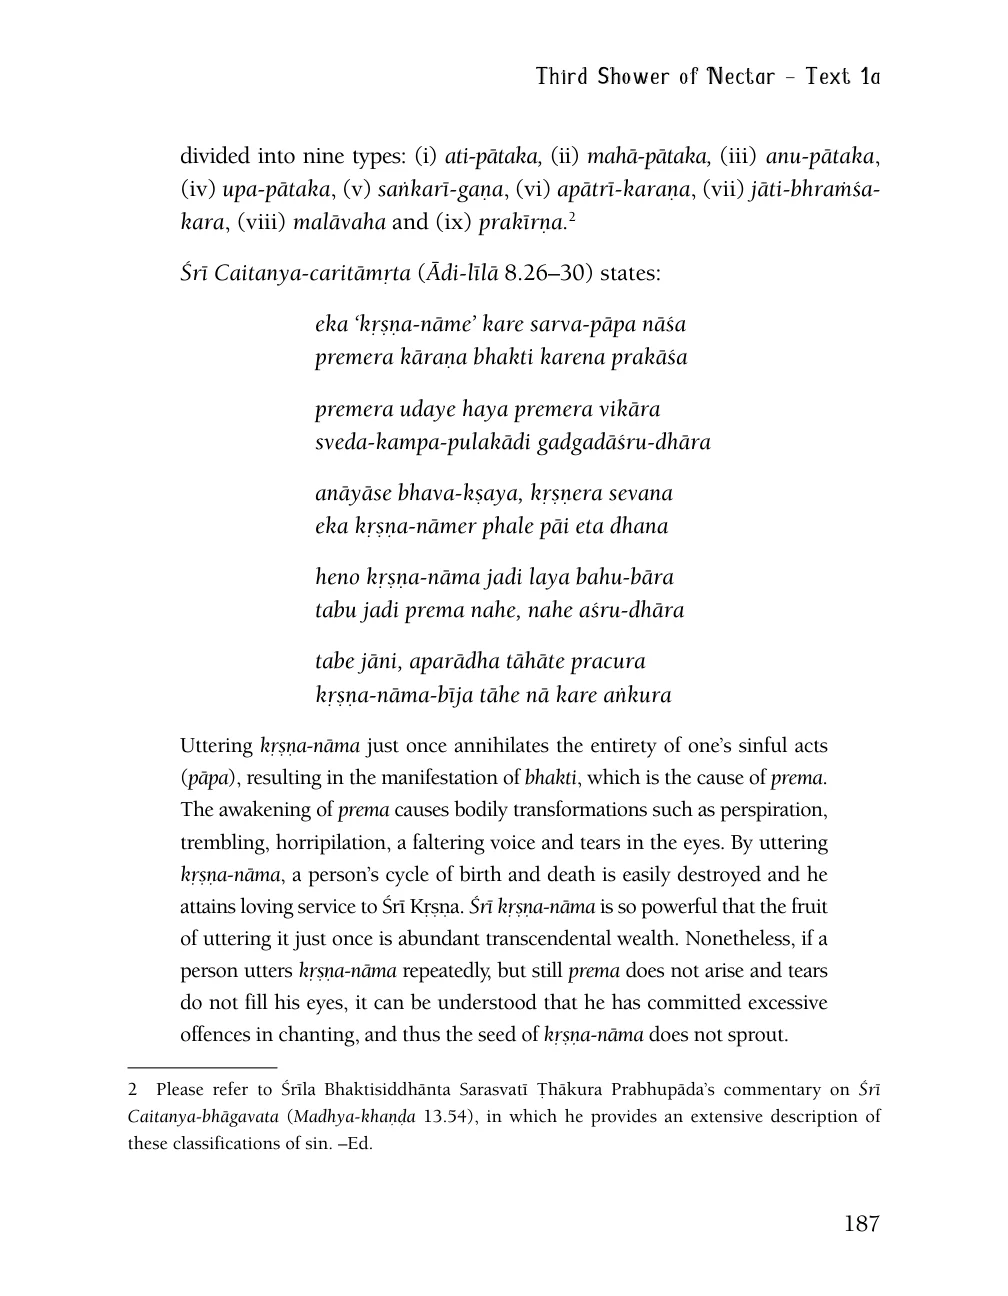 Third Shower of Nectar – Text 1a
divided into nine types: (i) ati-pātaka, (ii) mahā-pātaka, (iii) anu-pātaka,
(iv) upa-pātaka, (v) saṅkarī-gaṇa, (vi) apātrī-karaṇa, (vii) jāti-bhraṁśa-
kara, (viii) malāvaha and (ix) prakīrṇa.2
Śrī Caitanya-caritāmṛta (Ādi-līlā 8.26–30) states:
eka ‘kṛṣṇa-nāme’ kare sarva-pāpa nāśa
premera kāraṇa bhakti karena prakāśa
premera udaye haya premera vikāra
sveda-kampa-pulakādi gadgadāśru-dhāra
anāyāse bhava-kṣaya, kṛṣṇera sevana
eka kṛṣṇa-nāmer phale pāi eta dhana
heno kṛṣṇa-nāma jadi laya bahu-bāra
tabu jadi prema nahe, nahe aśru-dhāra
tabe jāni, aparādha tāhāte pracura
kṛṣṇa-nāma-bīja tāhe nā kare aṅkura
Uttering kṛṣṇa-nāma just once annihilates the entirety of one’s sinful acts
(pāpa), resulting in the manifestation of bhakti, which is the cause of prema.
The awakening of prema causes bodily transformations such as perspiration,
trembling, horripilation, a faltering voice and tears in the eyes. By uttering
kṛṣṇa-nāma, a person’s cycle of birth and death is easily destroyed and he
attains loving service to Śrī Kṛṣṇa. Śrī kṛṣṇa-nāma is so powerful that the fruit
of uttering it just once is abundant transcendental wealth. Nonetheless, if a
person utters kṛṣṇa-nāma repeatedly, but still prema does not arise and tears
do not fill his eyes, it can be understood that he has committed excessive
offences in chanting, and thus the seed of kṛṣṇa-nāma does not sprout.
2 Please refer to Śrīla Bhaktisiddhānta Sarasvatī Ṭhākura Prabhupāda’s commentary on Śrī
Caitanya-bhāgavata (Madhya-khaṇḍa 13.54), in which he provides an extensive description of
these classifications of sin. –Ed.
187